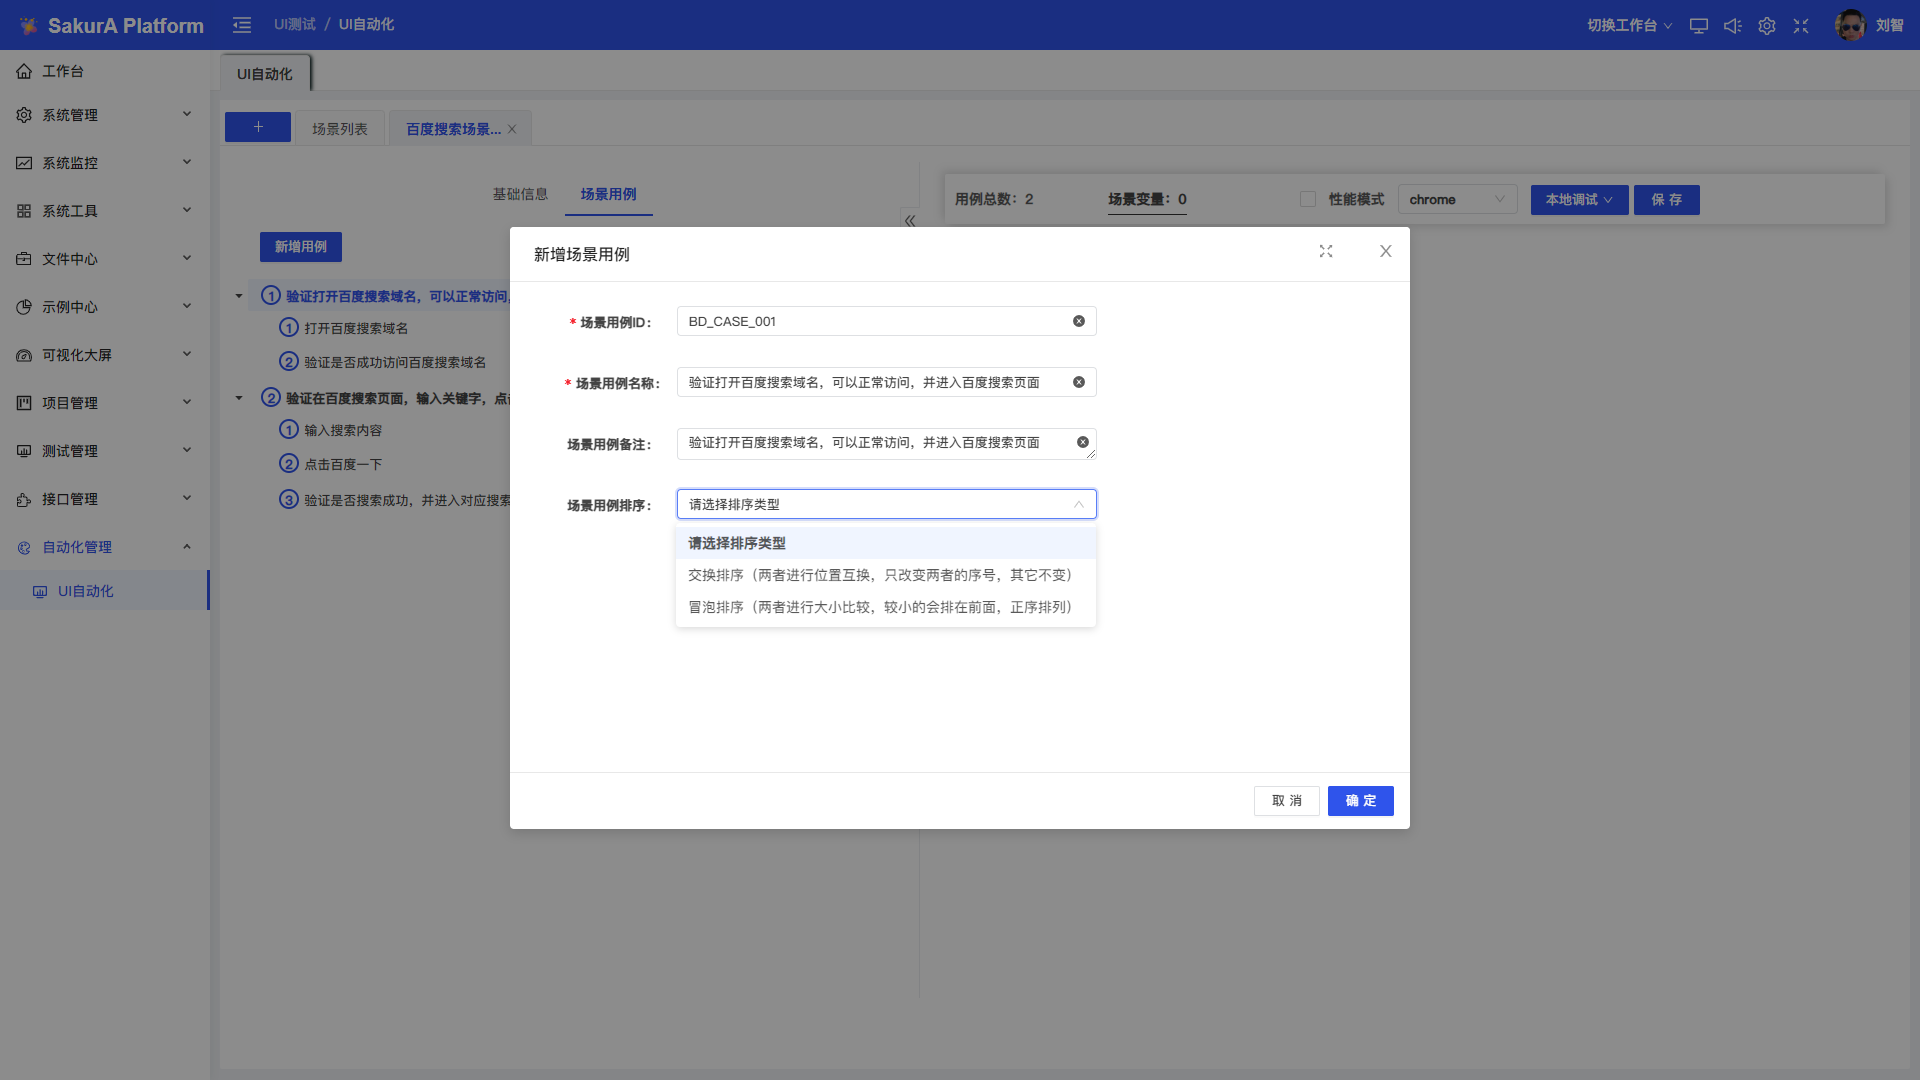 SakurA Platform
UI测试 / UI自动化
切换工作台
刘智
工作台
系统管理
系统监控
系统工具
文件中心
示例中心
可视化大屏
项目管理
测试管理
接口管理
自动化管理
UI自动化
UI自动化
+
场景列表
百度搜索场景...
基础信息
场景用例
新增用例
1 验证打开百度搜索域名，可以正常访问，
1 打开百度搜索域名
2 验证是否成功访问百度搜索域名
2 验证在百度搜索页面，输入关键字，点
1 输入搜索内容
2 点击百度一下
3 验证是否搜索成功，并进入对应搜索
用例总数：2
场景变量：0
性能模式
chrome
本地调试
保 存
新增场景用例
* 场景用例ID：
BD_CASE_001
* 场景用例名称：
验证打开百度搜索域名，可以正常访问，并进入百度搜索页面
场景用例备注：
验证打开百度搜索域名，可以正常访问，并进入百度搜索页面
场景用例排序：
请选择排序类型
请选择排序类型
交换排序（两者进行位置互换，只改变两者的序号，其它不变）
冒泡排序（两者进行大小比较，较小的会排在前面，正序排列）
取 消
确 定